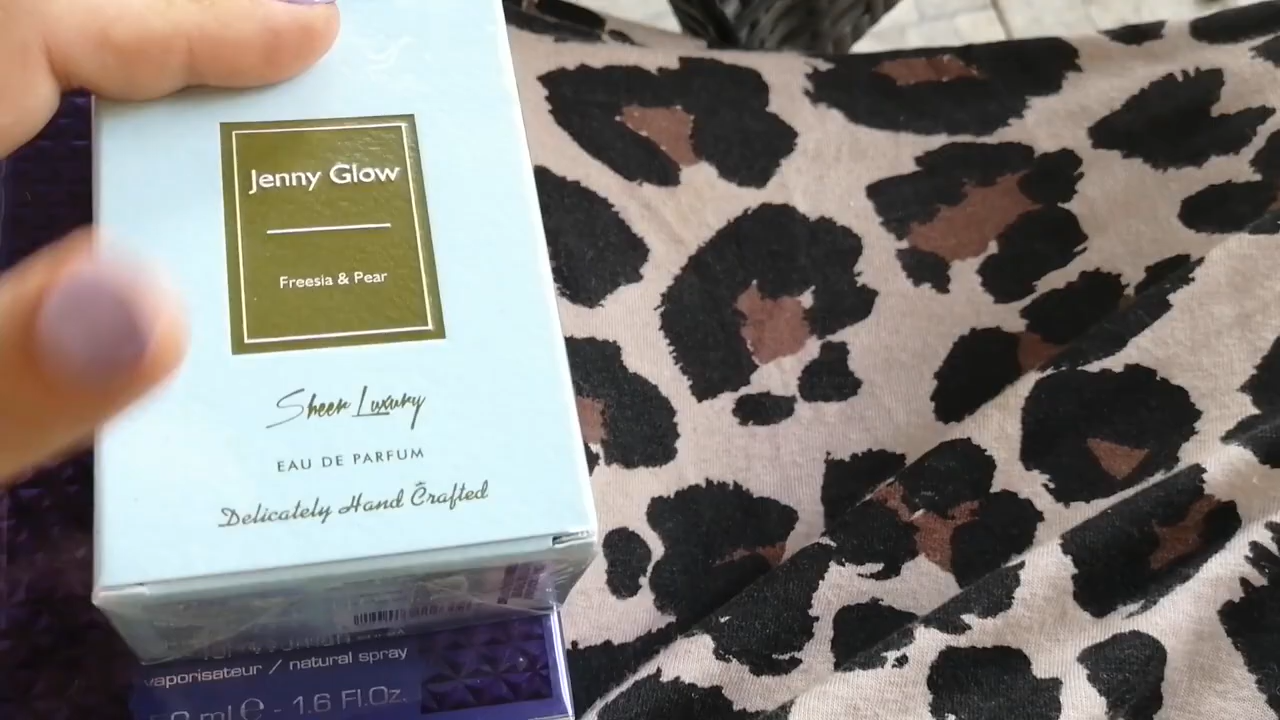 Jenny Glow
Freesia & Pear
Sheer Luxury
EAU DE PARFUM
Delicately Hand Crafted
vaporisateur / natural spray
ml ℮ - 1.6 Fl.Oz.